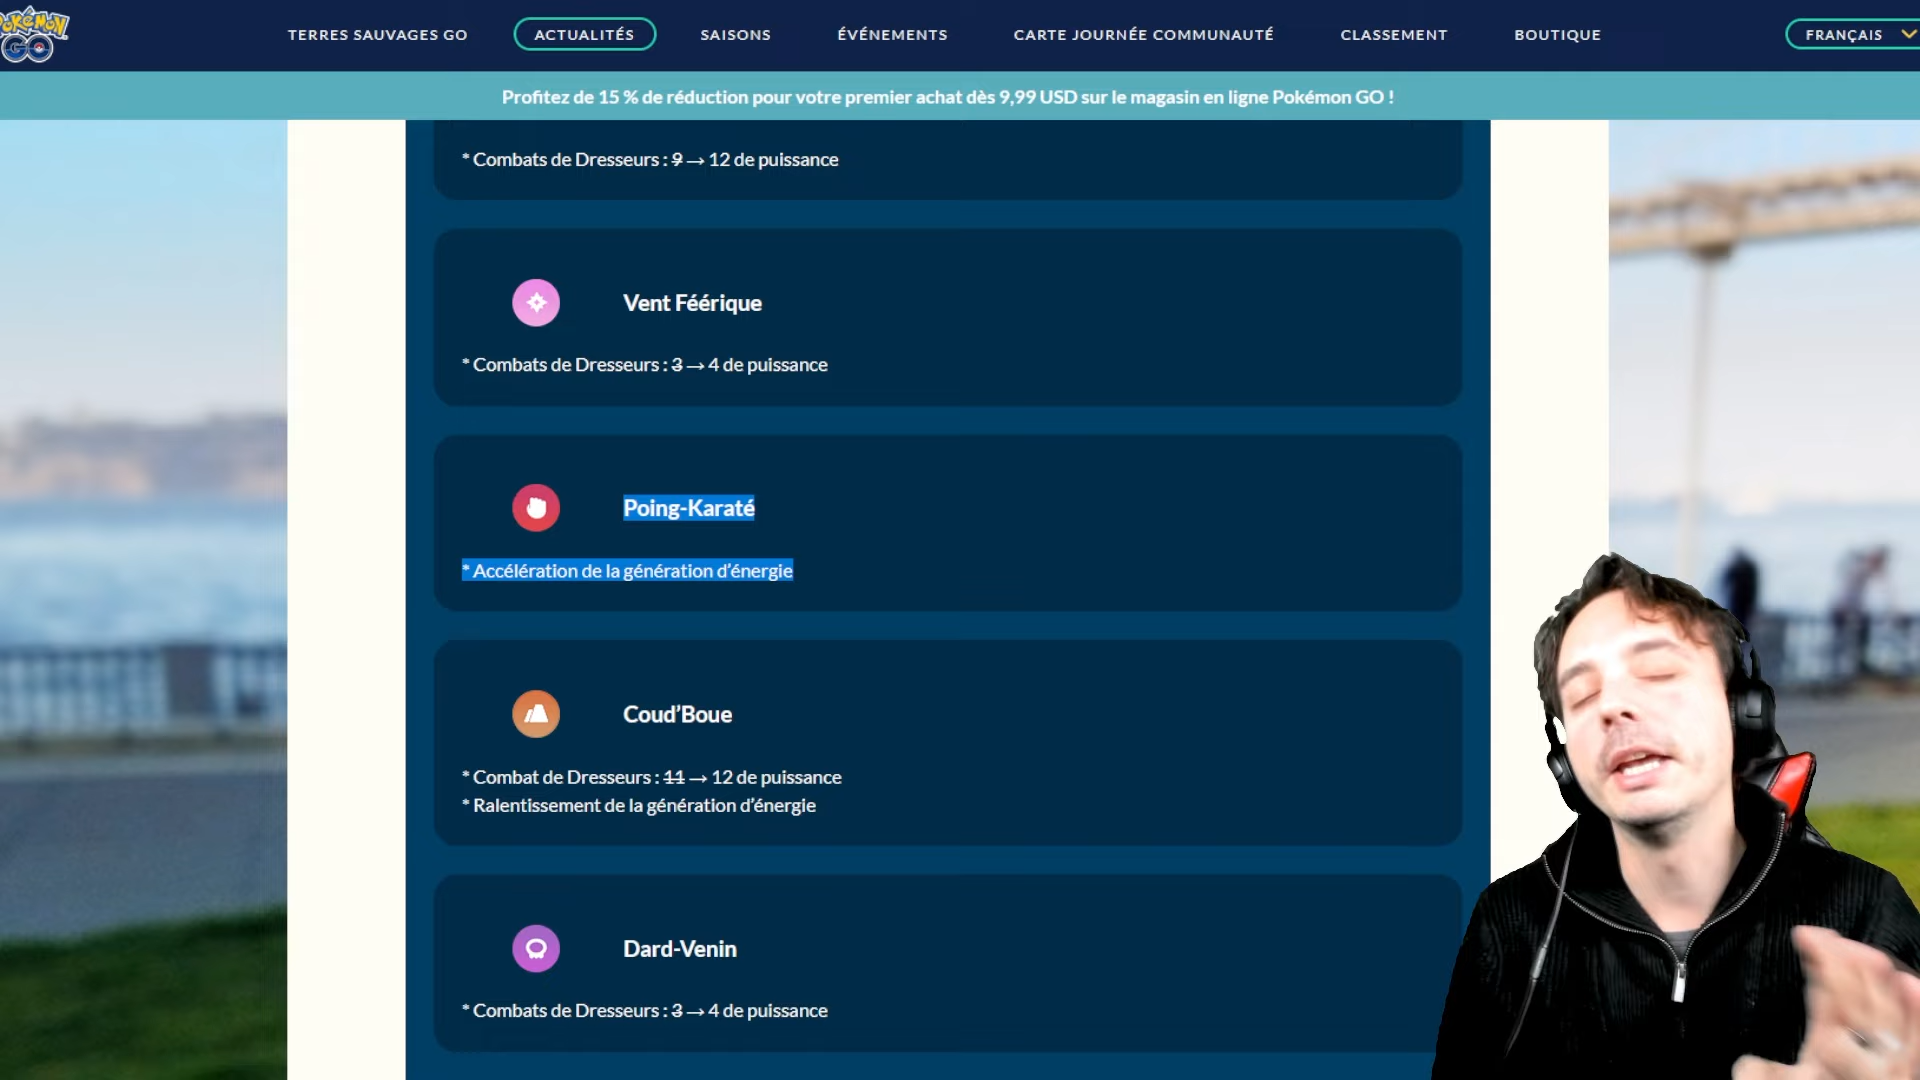 Pokémon
GO
TERRES SAUVAGES GO
ACTUALITÉS
SAISONS
ÉVÉNEMENTS
CARTE JOURNÉE COMMUNAUTÉ
CLASSEMENT
BOUTIQUE
FRANÇAIS
Profitez de 15 % de réduction pour votre premier achat dès 9,99 USD sur le magasin en ligne Pokémon GO !
* Combats de Dresseurs : 9 → 12 de puissance
Vent Féérique
* Combats de Dresseurs : 3 → 4 de puissance
Poing-Karaté
* Accélération de la génération d’énergie
Coud’Boue
* Combat de Dresseurs : 11 → 12 de puissance
* Ralentissement de la génération d’énergie
Dard-Venin
* Combats de Dresseurs : 3 → 4 de puissance